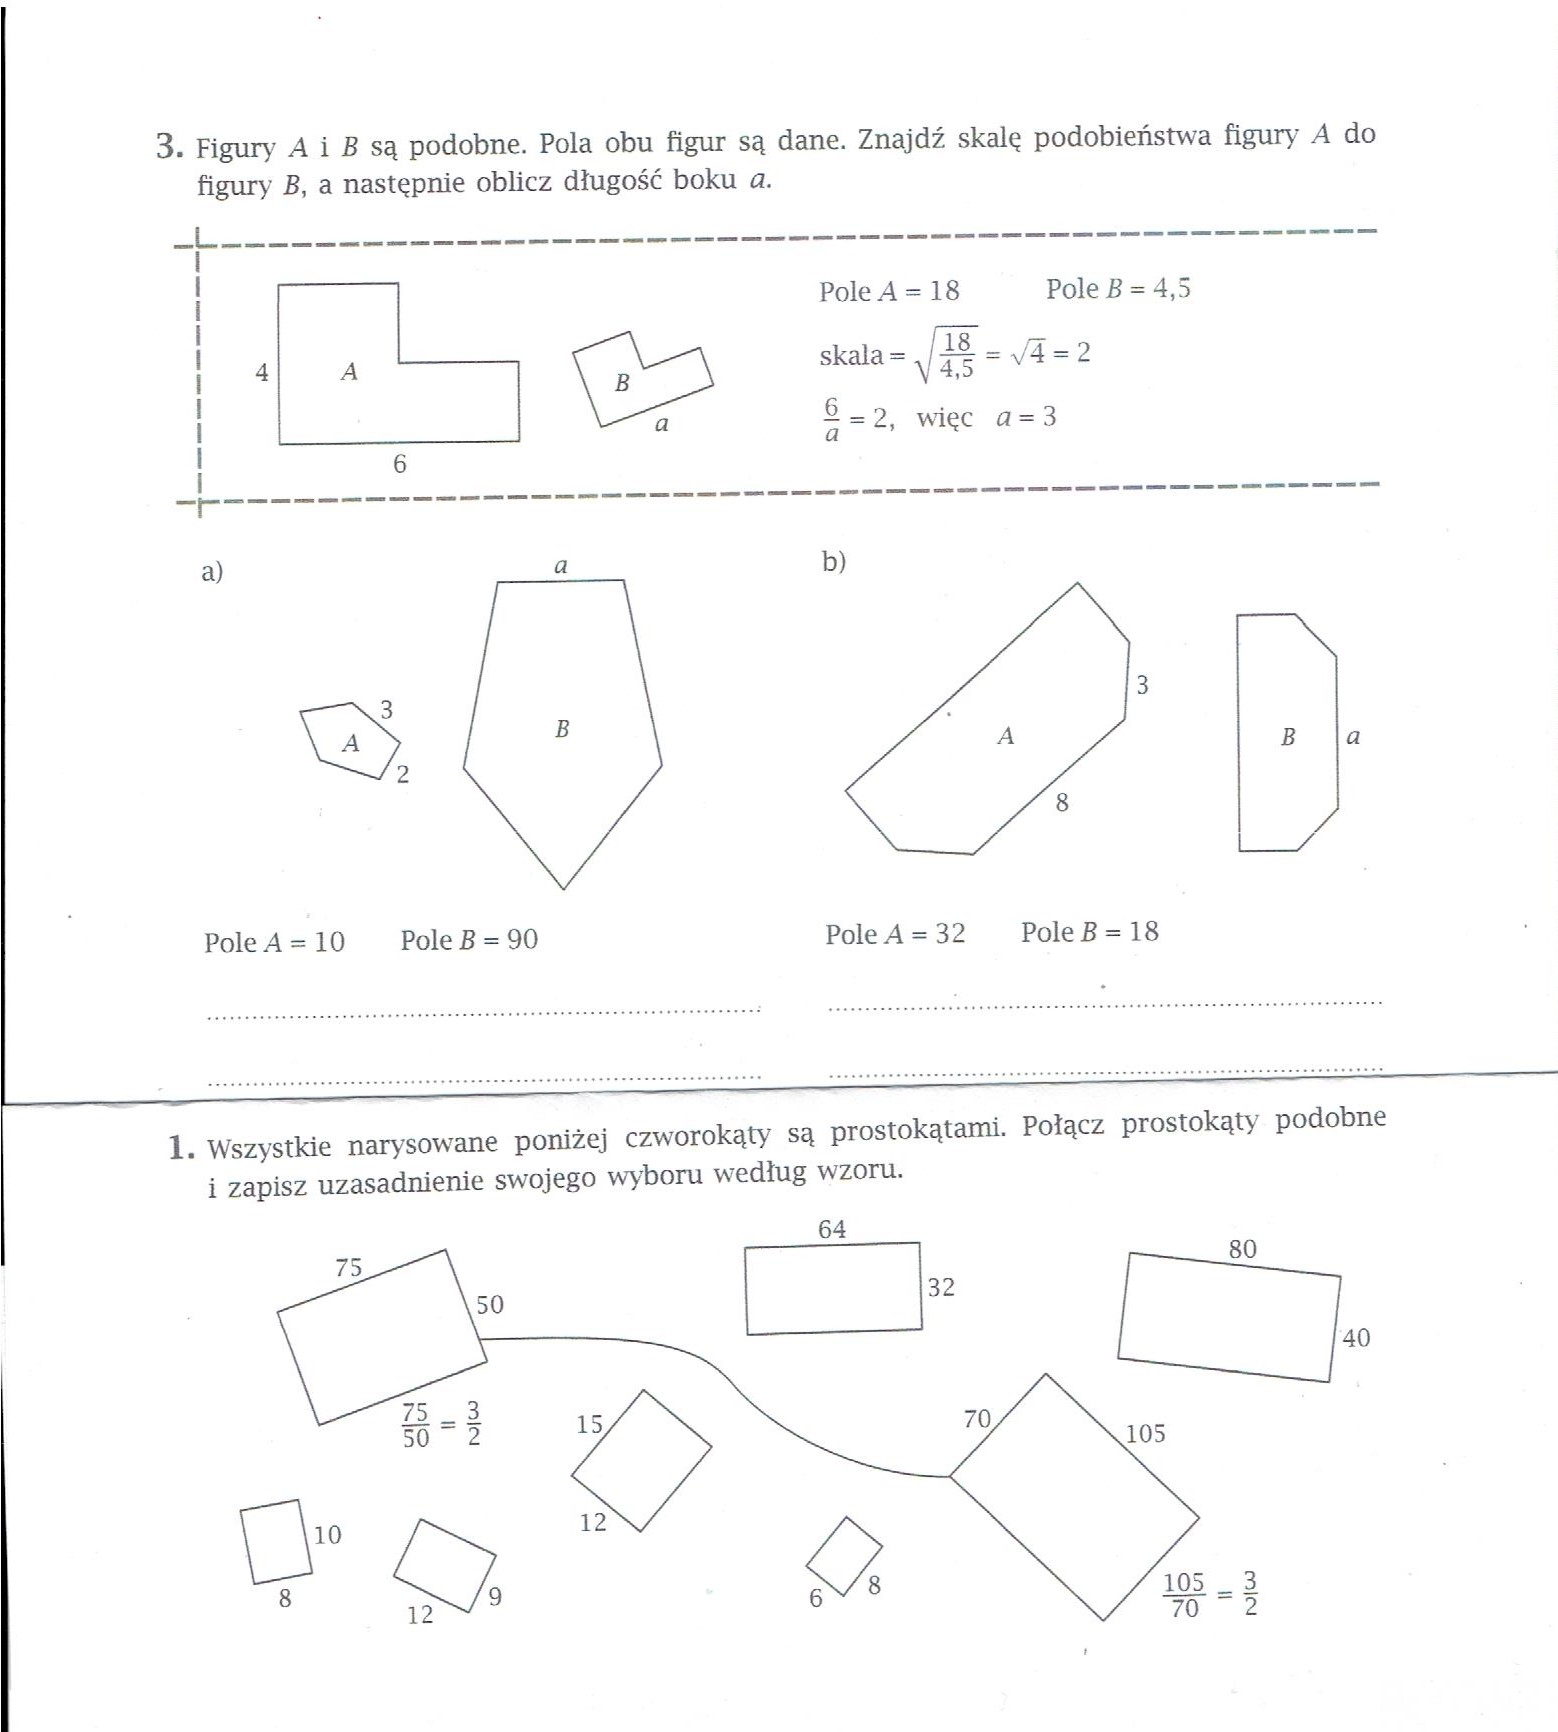 3. Figury A i B są podobne. Pola obu figur są dane. Znajdź skalę podobieństwa figury A do
figury B, a następnie oblicz długość boku a.
4
A
6
B
a
Pole A = 18 Pole B = 4,5
skala = √(18/4,5) = √4 = 2
6/a = 2, więc a = 3
a)
3
A
2
a
B
Pole A = 10 Pole B = 90
b)
3
A
8
B
a
Pole A = 32 Pole B = 18
1. Wszystkie narysowane poniżej czworokąty są prostokątami. Połącz prostokąty podobne
i zapisz uzasadnienie swojego wyboru według wzoru.
75
50
75/50 = 3/2
64
32
80
40
15
12
70
105
105/70 = 3/2
10
8
12
9
6
8